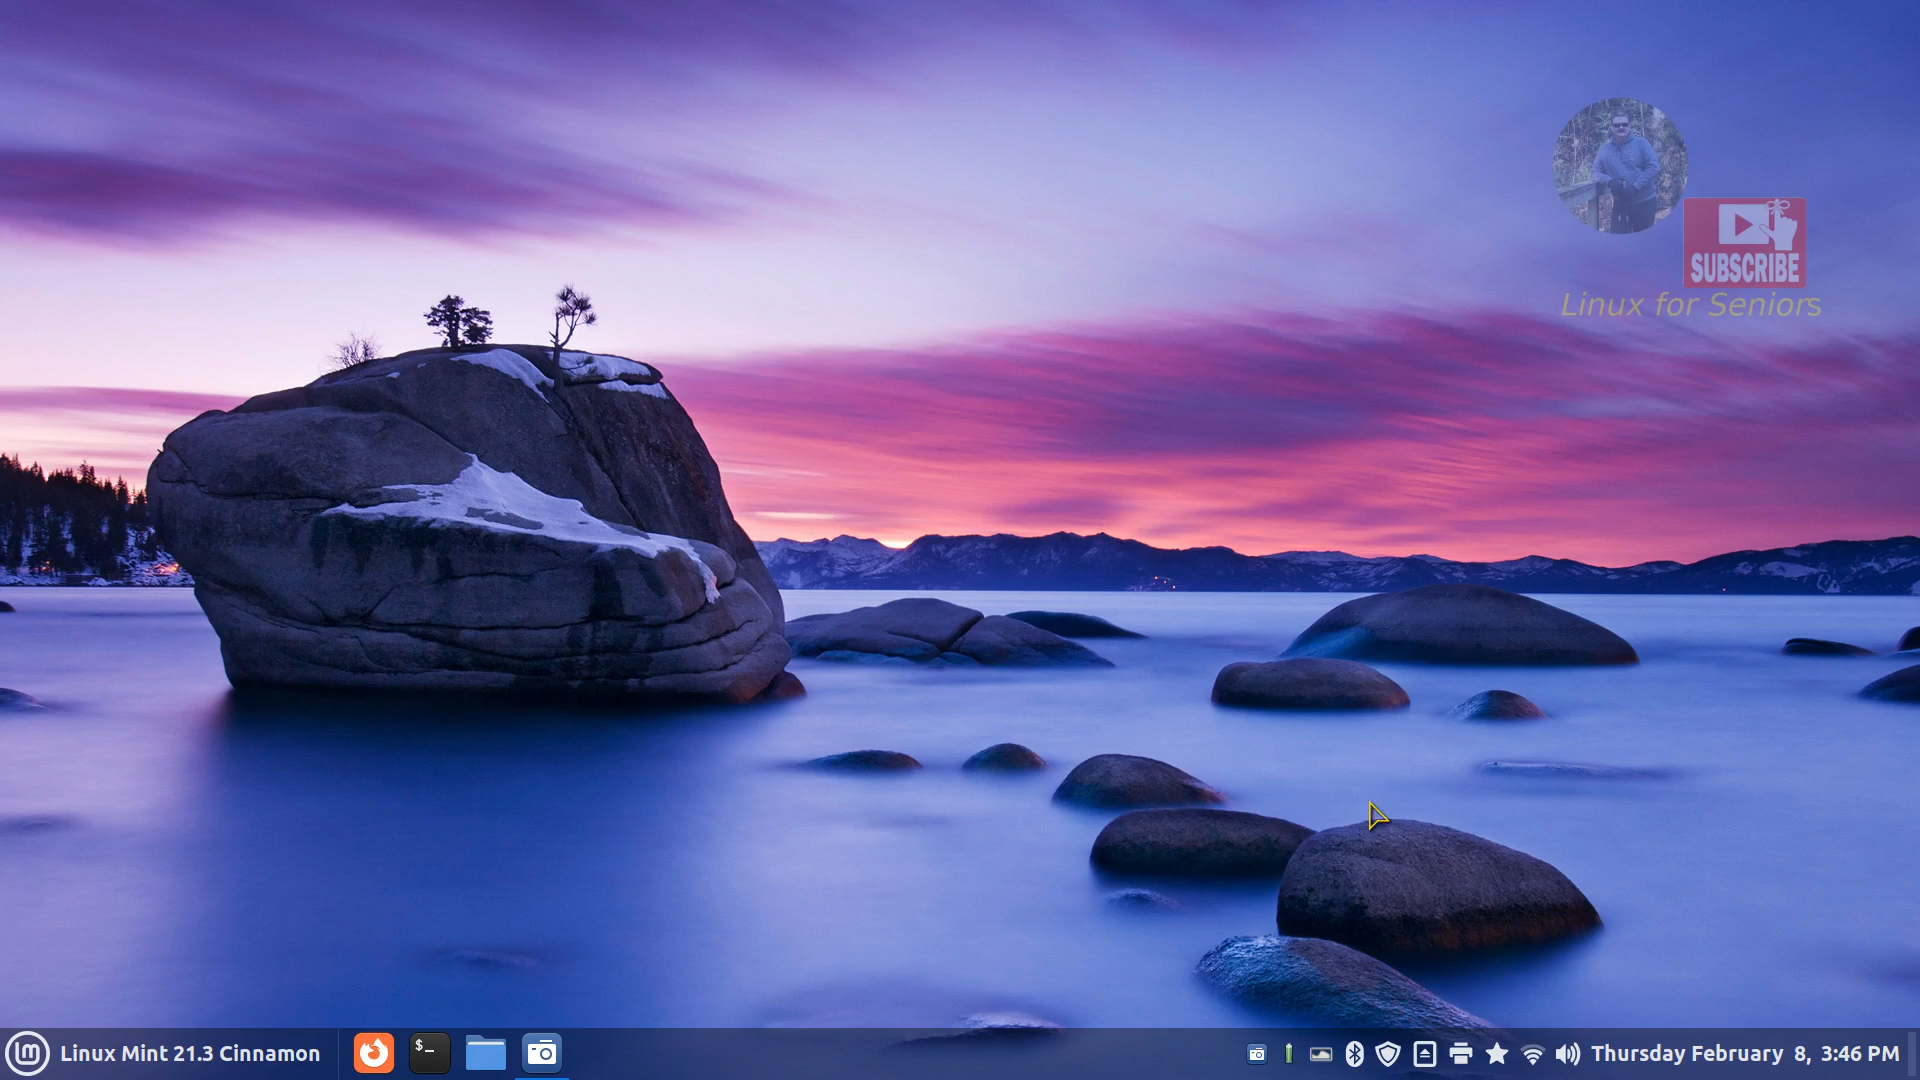 SUBSCRIBE
Linux for Seniors
Linux Mint 21.3 Cinnamon
$_
Thursday February  8,  3:46 PM